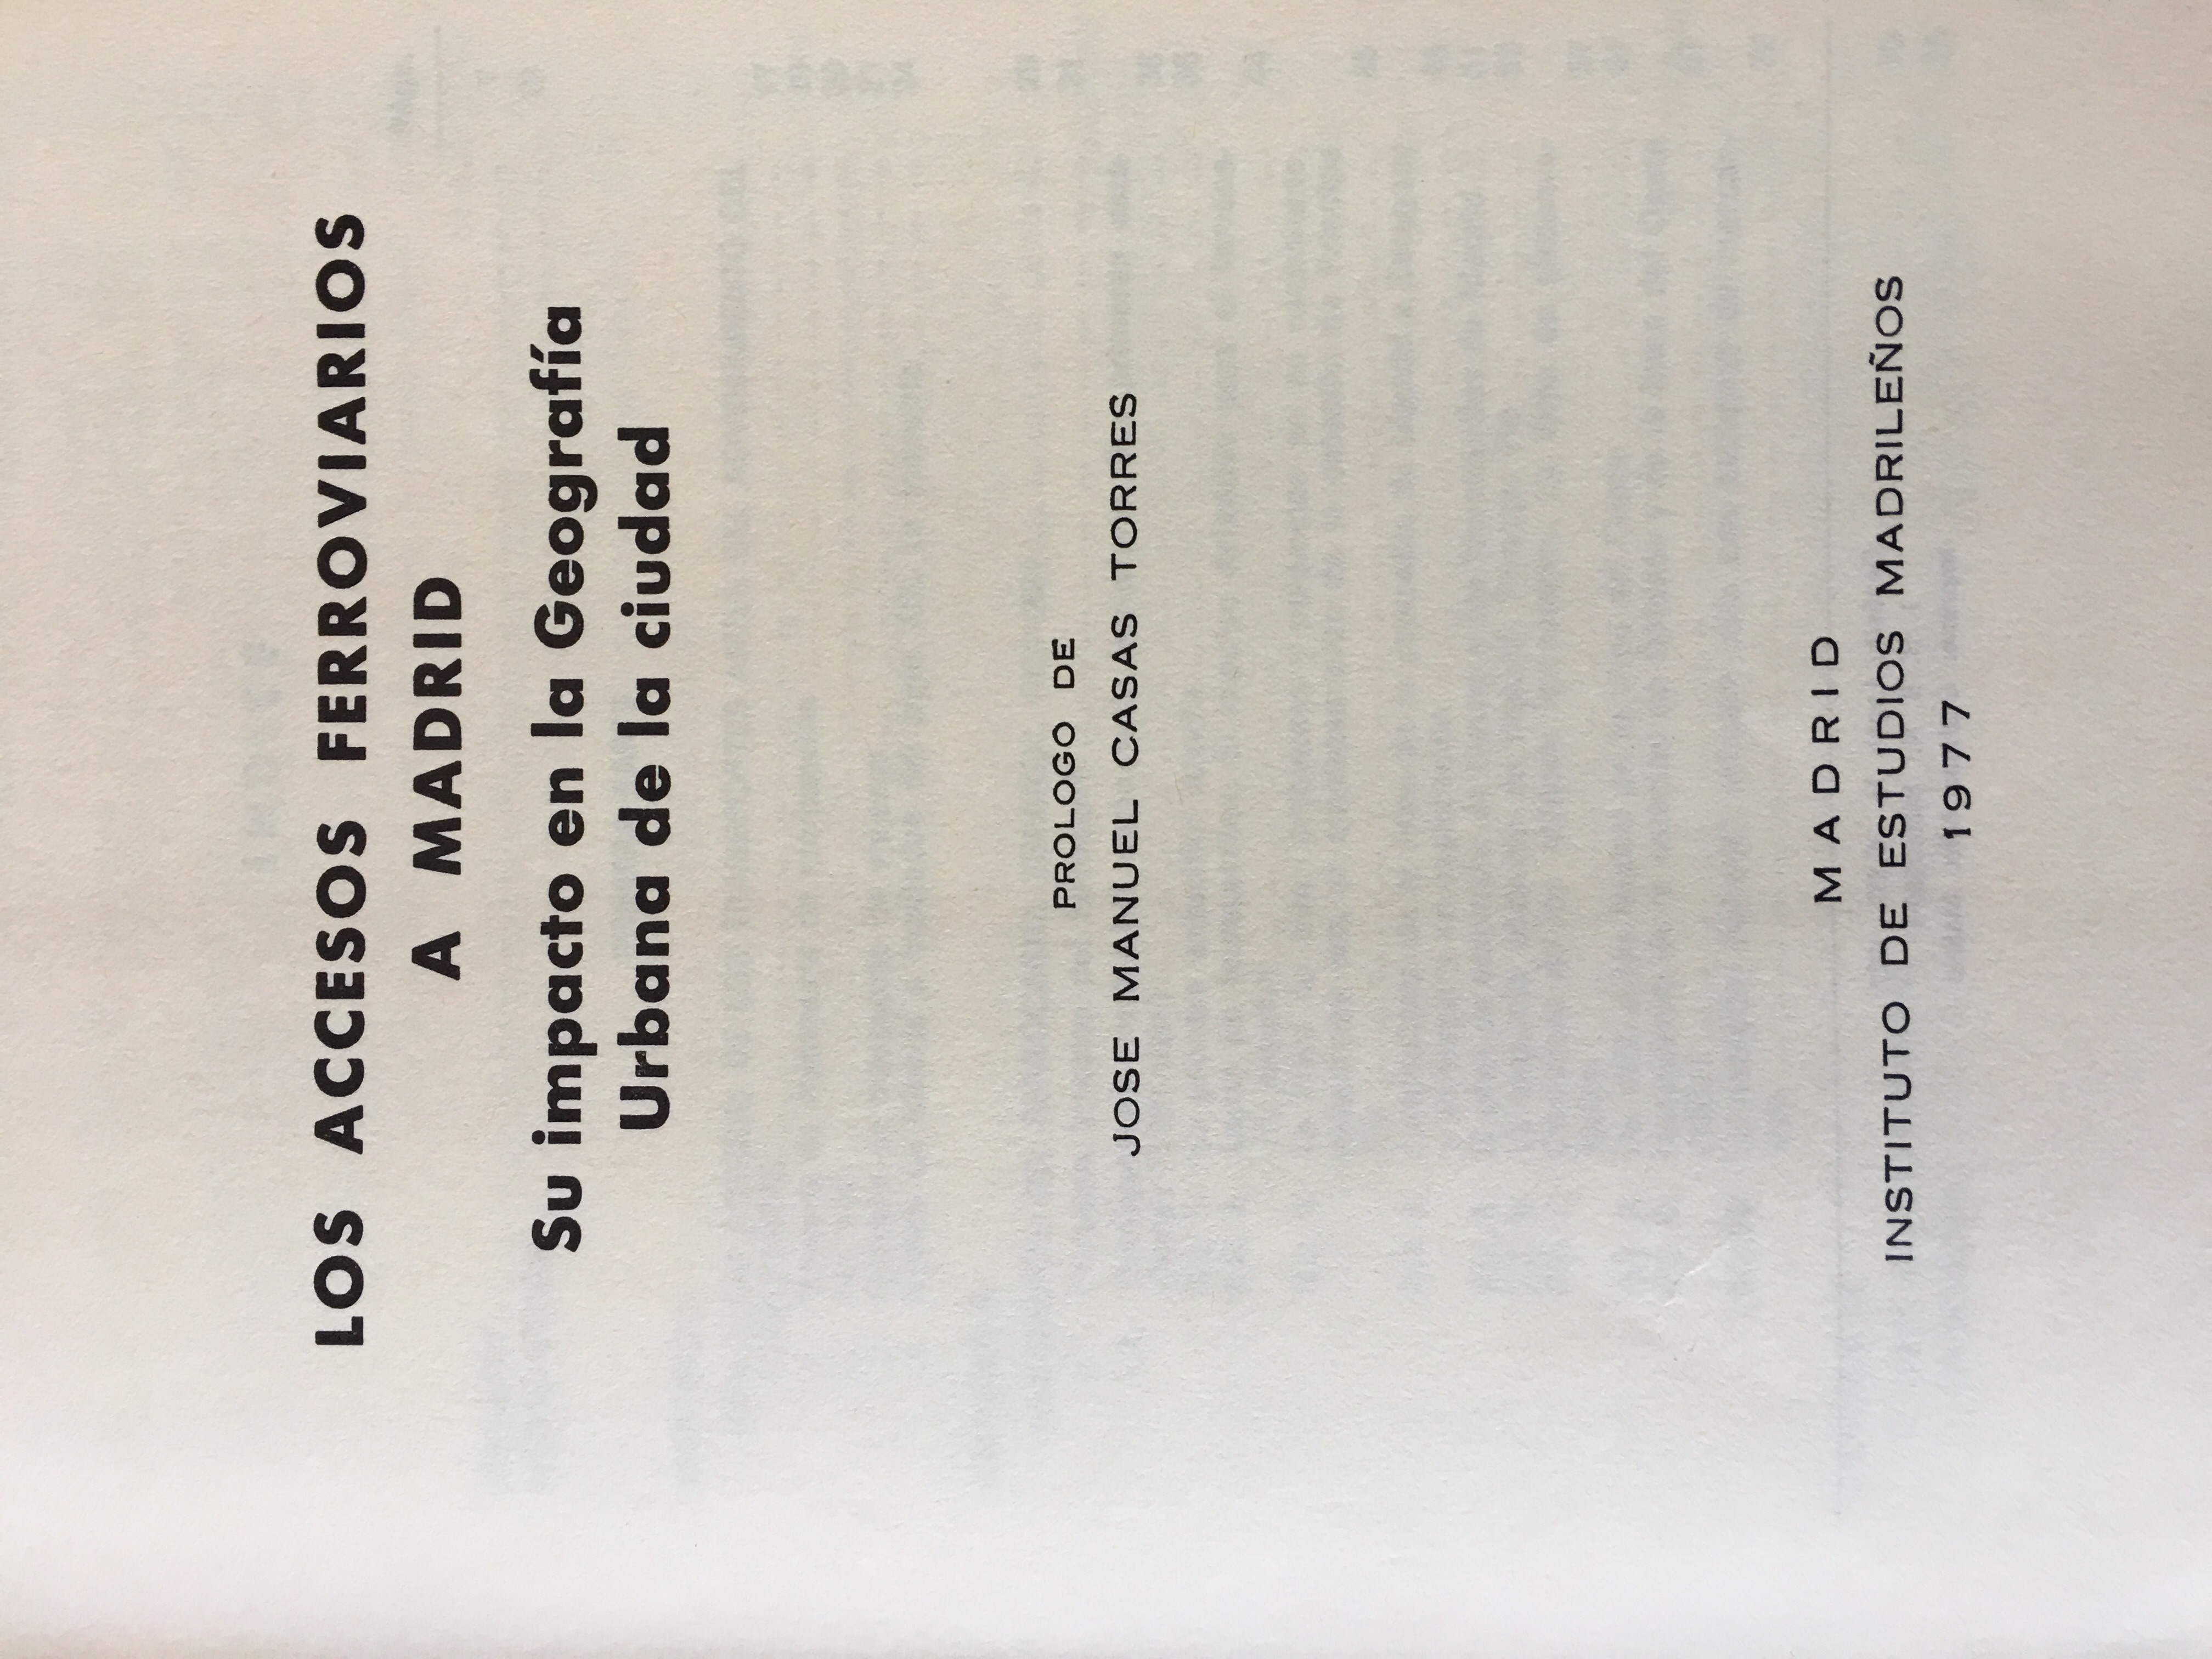 LOS ACCESOS FERROVIARIOS
A MADRID
Su impacto en la Geografía
Urbana de la ciudad
PROLOGO DE
JOSE MANUEL CASAS TORRES
MADRID
INSTITUTO DE ESTUDIOS MADRILEÑOS
1977